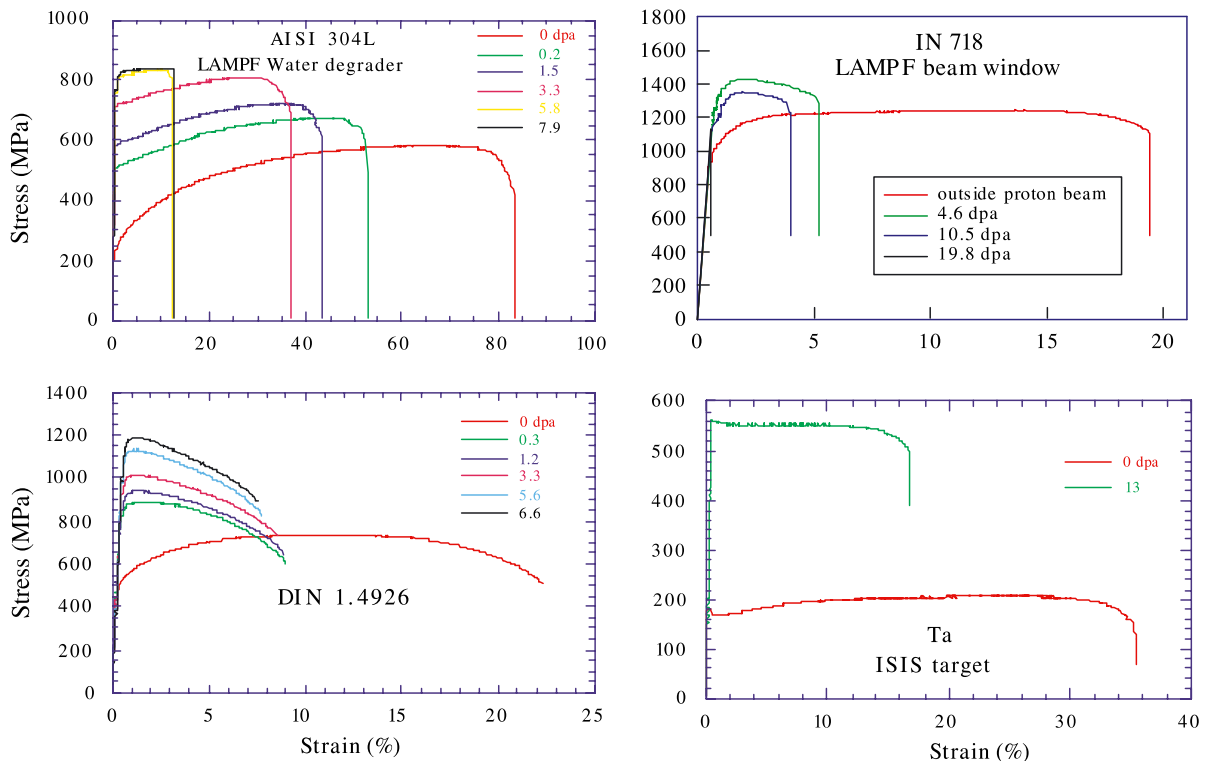 AISI 304L
LAMPF Water degrader
0 dpa
0.2
1.5
3.3
5.8
7.9
1000
800
600
400
200
0
0 20 40 60 80 100
Stress (MPa)
IN 718
LAMPF beam window
outside proton beam
4.6 dpa
10.5 dpa
19.8 dpa
1800
1600
1400
1200
1000
800
600
400
200
0
0 5 10 15 20
DIN 1.4926
0 dpa
0.3
1.2
3.3
5.6
6.6
1400
1200
1000
800
600
400
200
0
0 5 10 15 20 25
Stress (MPa)
Strain (%)
Ta
ISIS target
0 dpa
13
600
500
400
300
200
100
0
0 10 20 30 40
Strain (%)